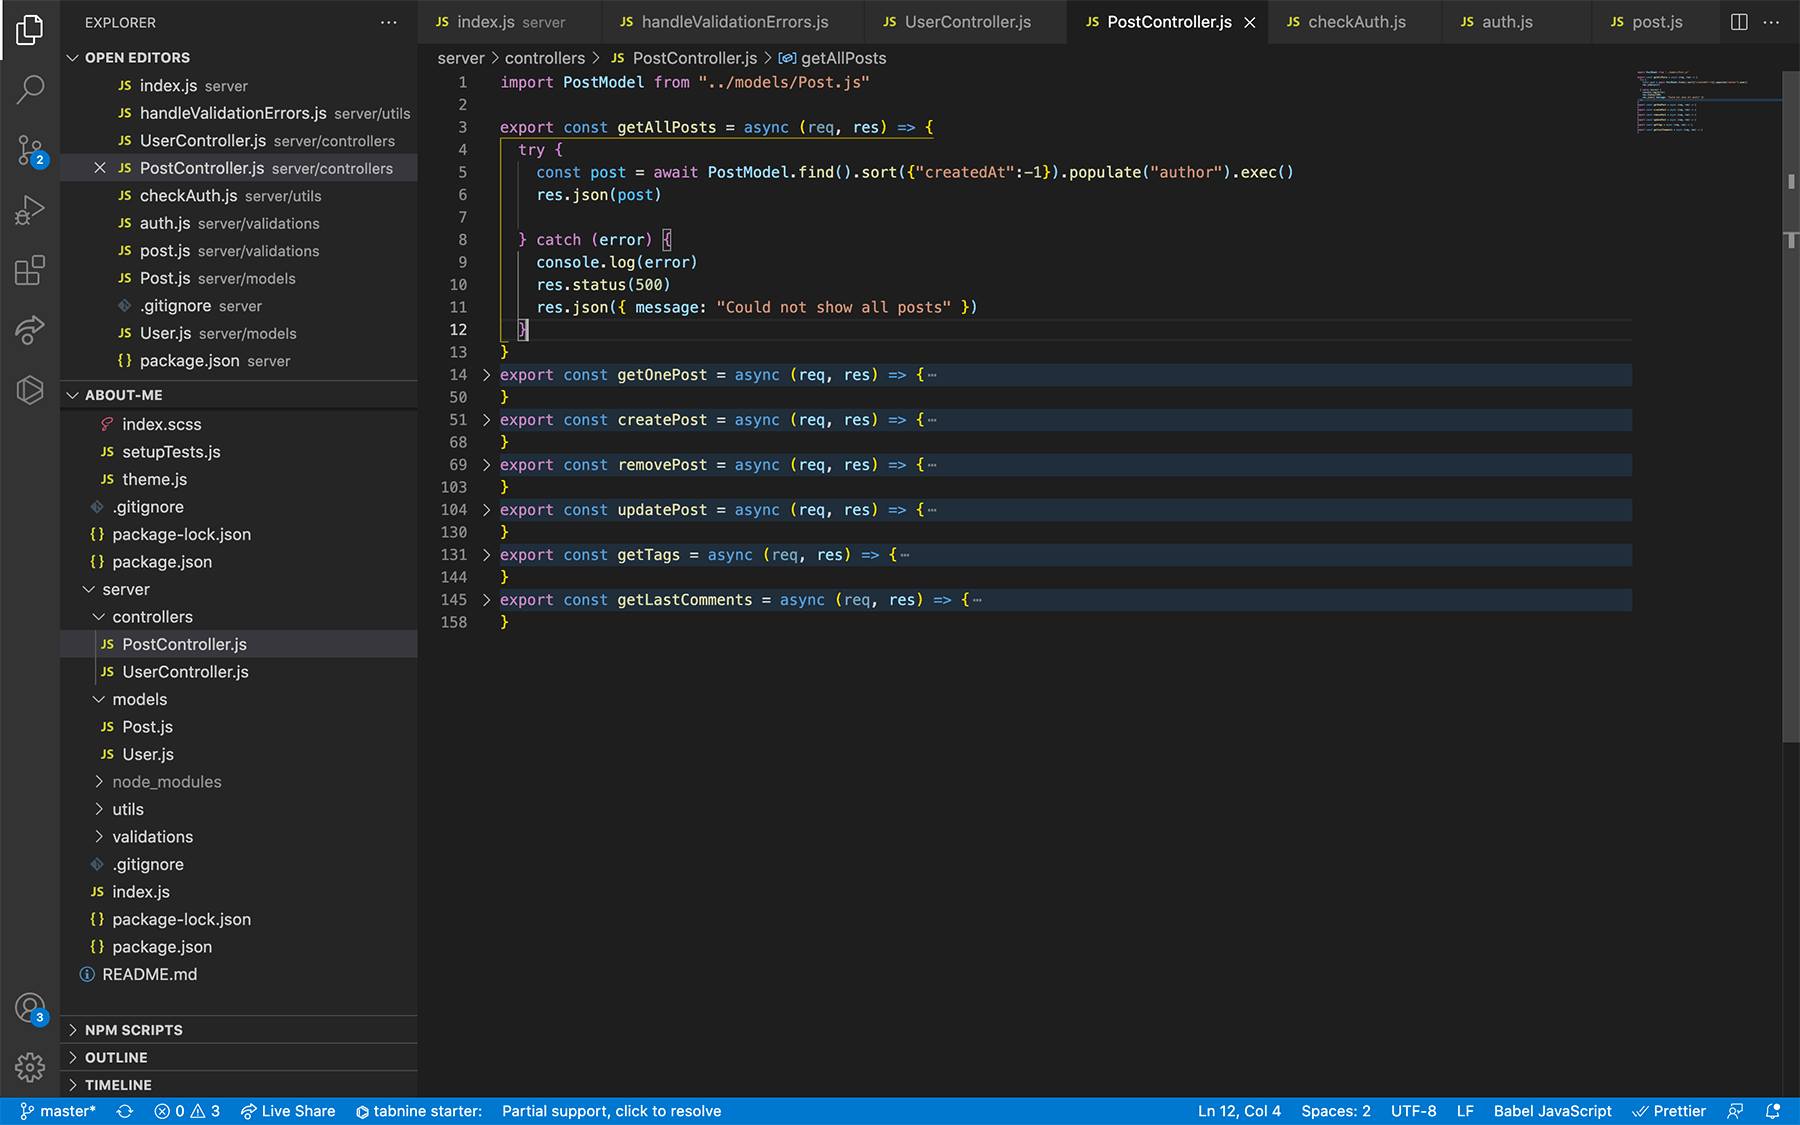 EXPLORER
OPEN EDITORS
JS index.js server
JS handleValidationErrors.js server/utils
JS UserController.js server/controllers
JS PostController.js server/controllers
JS checkAuth.js server/utils
JS auth.js server/validations
JS post.js server/validations
JS Post.js server/models
.gitignore server
JS User.js server/models
{} package.json server
ABOUT-ME
index.scss
JS setupTests.js
JS theme.js
.gitignore
{} package-lock.json
{} package.json
server
controllers
JS PostController.js
JS UserController.js
models
JS Post.js
JS User.js
node_modules
utils
validations
.gitignore
JS index.js
{} package-lock.json
{} package.json
README.md
NPM SCRIPTS
OUTLINE
TIMELINE
2
3
JS index.js server JS handleValidationErrors.js JS UserController.js JS PostController.js JS checkAuth.js JS auth.js JS post.js
server > controllers > JS PostController.js > getAllPosts
1 import PostModel from "../models/Post.js"
2
3 export const getAllPosts = async (req, res) => {
4 try {
5 const post = await PostModel.find().sort({"createdAt":-1}).populate("author").exec()
6 res.json(post)
7
8 } catch (error) {
9 console.log(error)
10 res.status(500)
11 res.json({ message: "Could not show all posts" })
12 }
13 }
14 export const getOnePost = async (req, res) => {…
50 }
51 export const createPost = async (req, res) => {…
68 }
69 export const removePost = async (req, res) => {…
103 }
104 export const updatePost = async (req, res) => {…
130 }
131 export const getTags = async (req, res) => {…
144 }
145 export const getLastComments = async (req, res) => {…
158 }
master* 0 3 Live Share tabnine starter: Partial support, click to resolve Ln 12, Col 4 Spaces: 2 UTF-8 LF Babel JavaScript Prettier